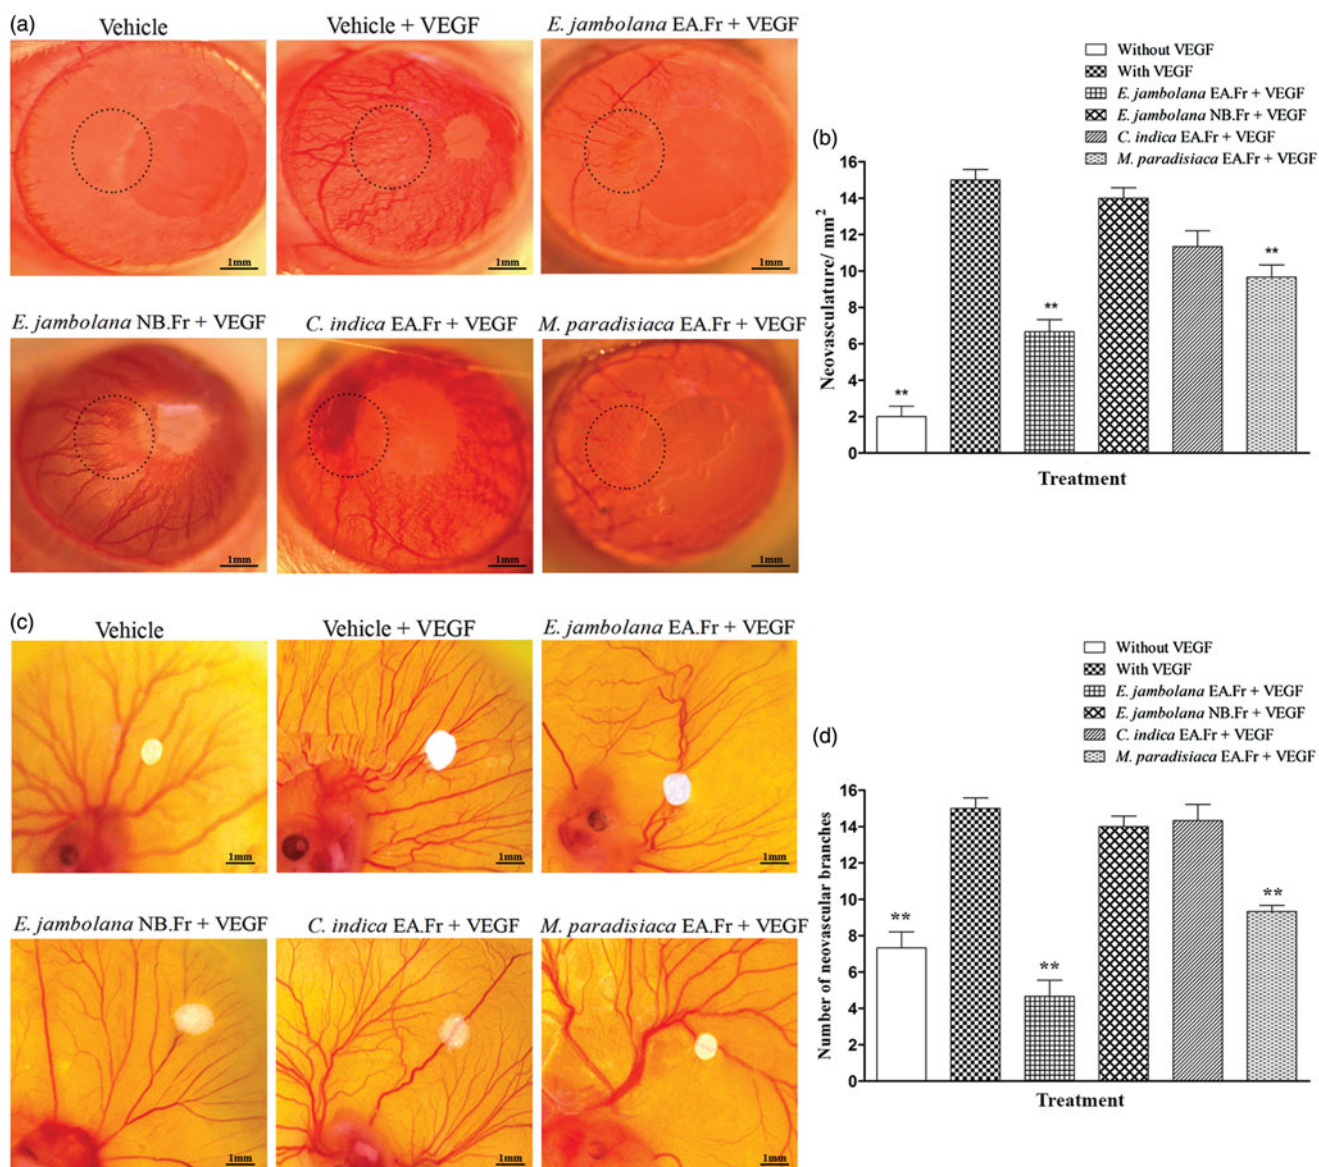 (a)
Vehicle
Vehicle + VEGF
E. jambolana EA.Fr + VEGF
1mm
1mm
1mm
E. jambolana NB.Fr + VEGF
C. indica EA.Fr + VEGF
M. paradisiaca EA.Fr + VEGF
1mm
1mm
1mm
Without VEGF
With VEGF
E. jambolana EA.Fr + VEGF
E. jambolana NB.Fr + VEGF
C. indica EA.Fr + VEGF
M. paradisiaca EA.Fr + VEGF
(b)
Neovasculature/ mm²
16
14
12
10
8
6
4
2
0
**
**
**
Treatment
(c)
Vehicle
Vehicle + VEGF
E. jambolana EA.Fr + VEGF
1mm
1mm
1mm
E. jambolana NB.Fr + VEGF
C. indica EA.Fr + VEGF
M. paradisiaca EA.Fr + VEGF
1mm
1mm
1mm
Without VEGF
With VEGF
E. jambolana EA.Fr + VEGF
E. jambolana NB.Fr + VEGF
C. indica EA.Fr + VEGF
M. paradisiaca EA.Fr + VEGF
(d)
Number of neovascular branches
16
14
12
10
8
6
4
2
0
**
**
**
Treatment